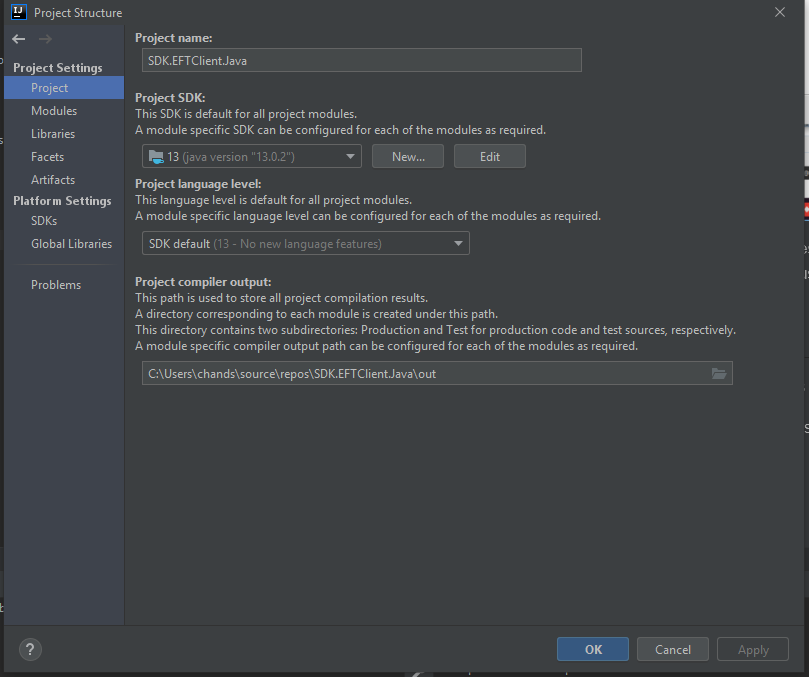 IJ Project Structure
Project Settings
Project
Modules
Libraries
Facets
Artifacts
Platform Settings
SDKs
Global Libraries
Problems
Project name:
SDK.EFTClient.Java
Project SDK:
This SDK is default for all project modules.
A module specific SDK can be configured for each of the modules as required.
13 (java version "13.0.2")
New...
Edit
Project language level:
This language level is default for all project modules.
A module specific language level can be configured for each of the modules as required.
SDK default (13 - No new language features)
Project compiler output:
This path is used to store all project compilation results.
A directory corresponding to each module is created under this path.
This directory contains two subdirectories: Production and Test for production code and test sources, respectively.
A module specific compiler output path can be configured for each of the modules as required.
C:\Users\chands\source\repos\SDK.EFTClient.Java\out
?
OK
Cancel
Apply